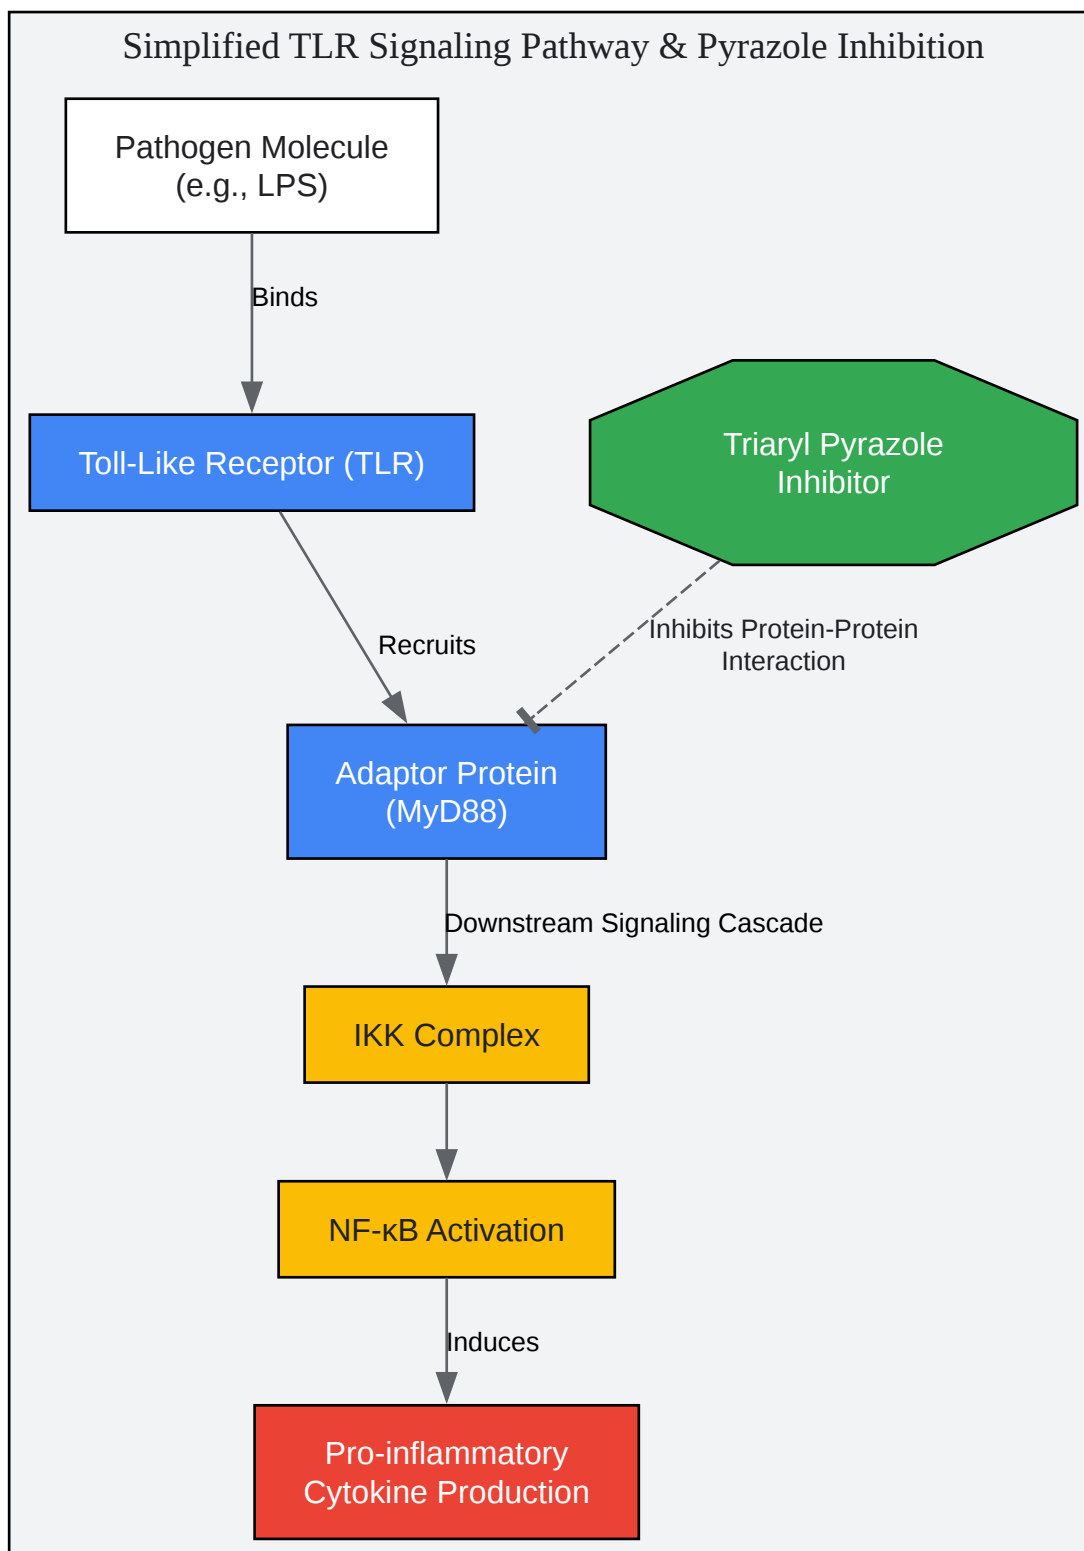 Simplified TLR Signaling Pathway & Pyrazole Inhibition
Pathogen Molecule
(e.g., LPS)
Binds
Toll-Like Receptor (TLR)
Triaryl Pyrazole
Inhibitor
Recruits
Inhibits Protein-Protein
Interaction
Adaptor Protein
(MyD88)
Downstream Signaling Cascade
IKK Complex
NF-κB Activation
Induces
Pro-inflammatory
Cytokine Production